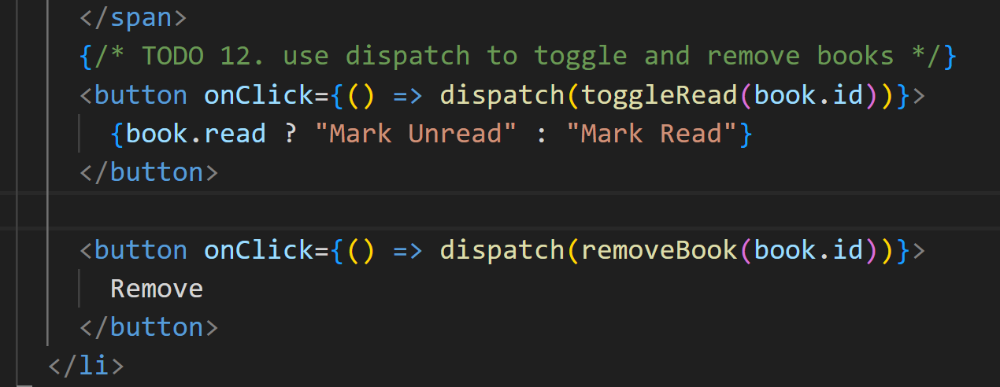 </span>
{/* TODO 12. use dispatch to toggle and remove books */}
<button onClick={() => dispatch(toggleRead(book.id))}>
{book.read ? "Mark Unread" : "Mark Read"}
</button>
<button onClick={() => dispatch(removeBook(book.id))}>
Remove
</button>
</li>